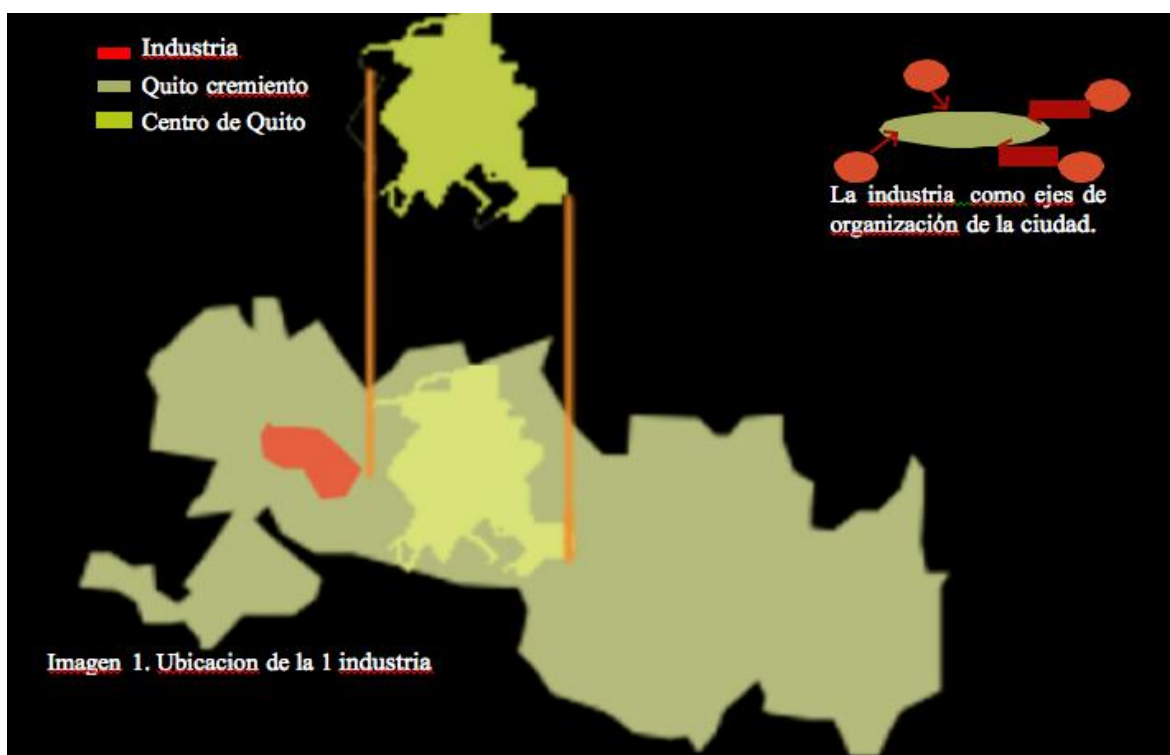 Industria
Quito cremiento
Centro de Quito
La industria como ejes de
organización de la ciudad.
Imagen 1. Ubicacion de la 1 industria